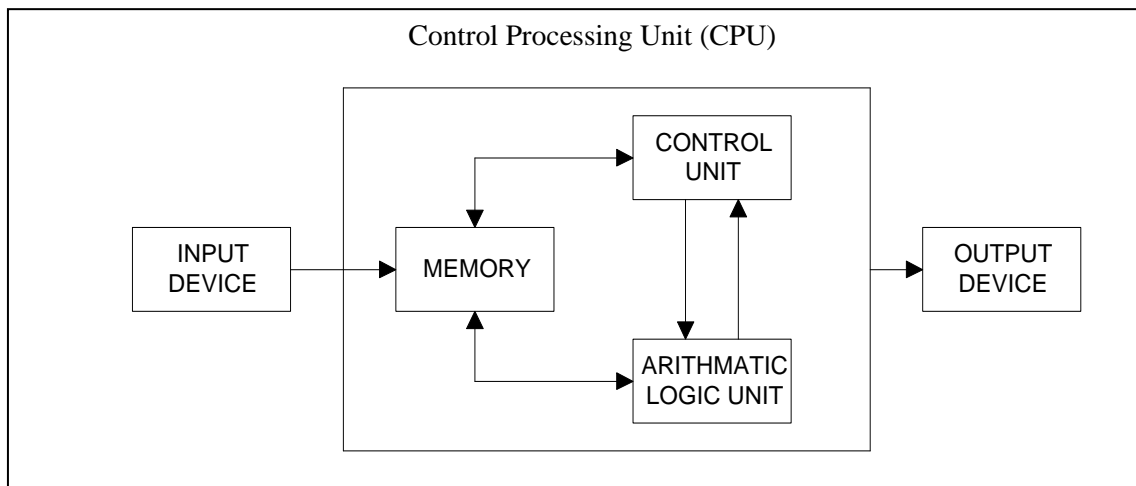 Control Processing Unit (CPU)
CONTROL
UNIT
INPUT
DEVICE
MEMORY
OUTPUT
DEVICE
ARITHMATIC
LOGIC UNIT